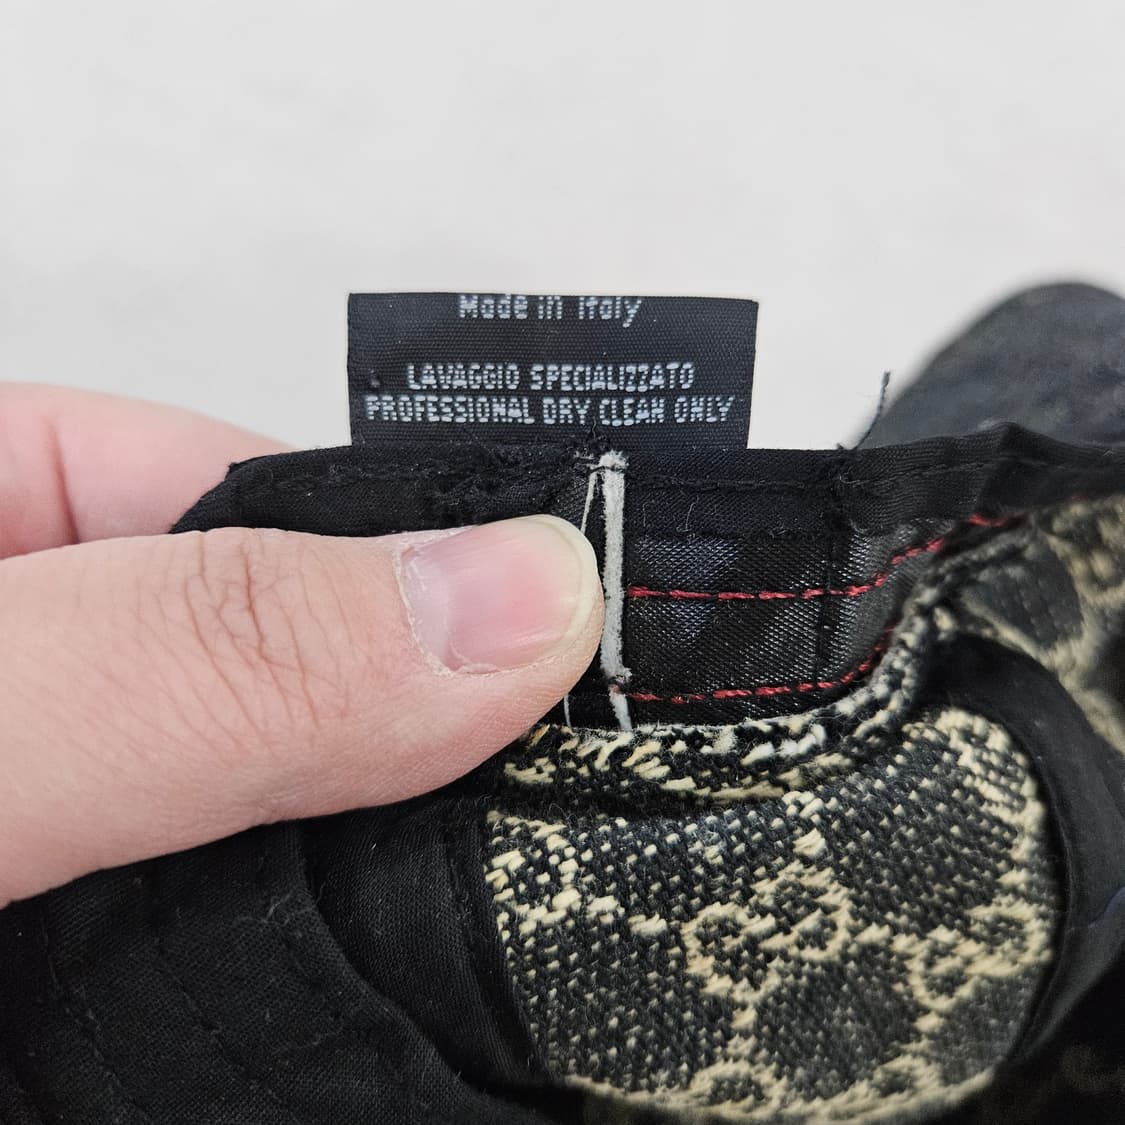 Made in Italy
LAVAGGIO SPECIALIZZATO
PROFESSIONAL DRY CLEAN ONLY